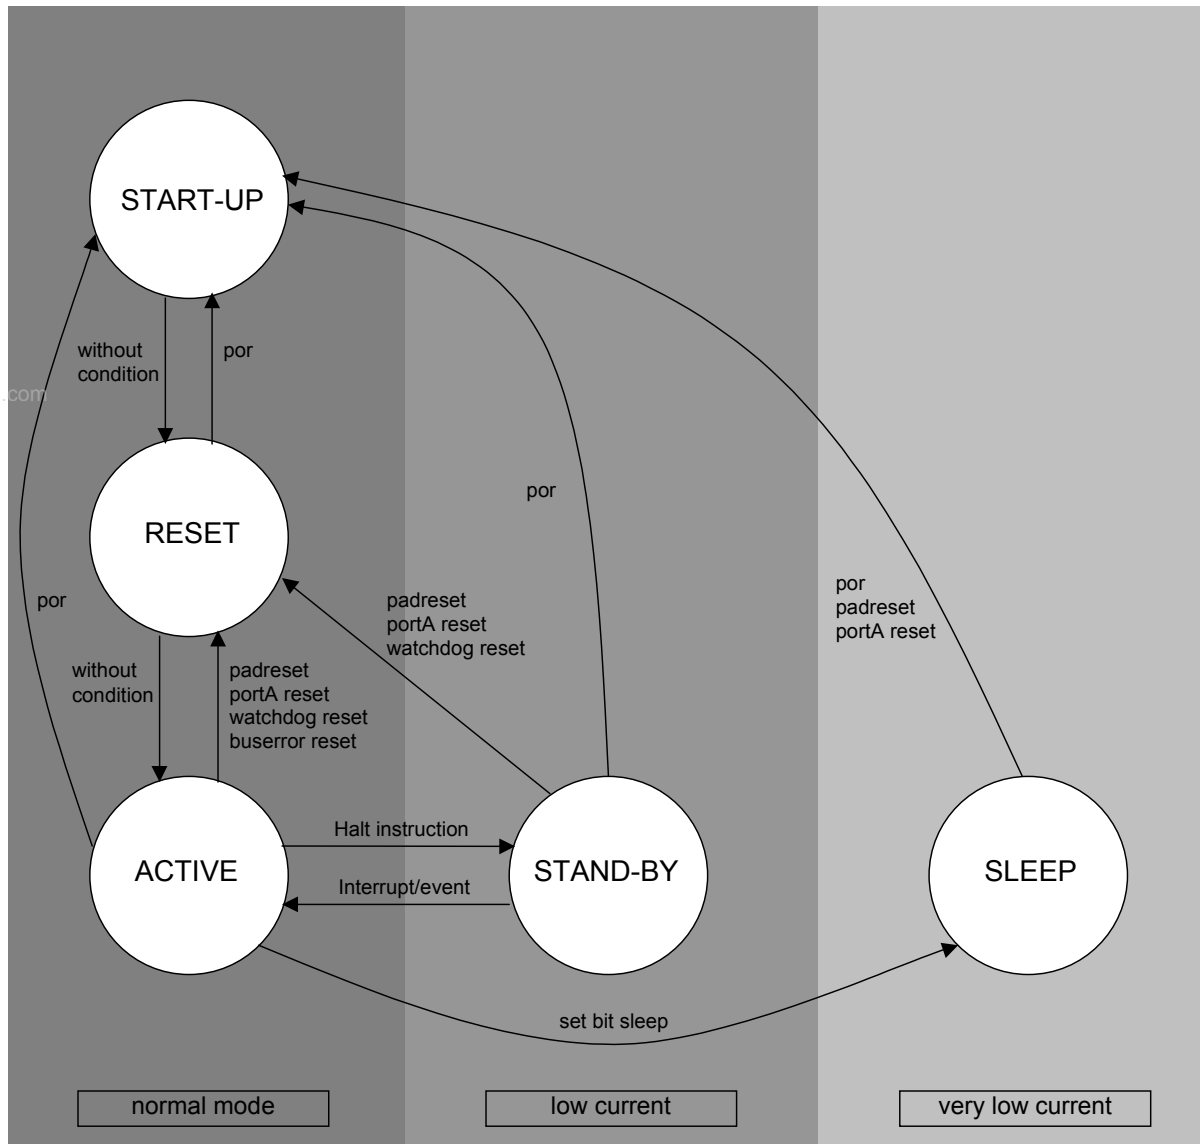 START-UP
without
condition
por
.com
RESET
por
por
padreset
portA reset
watchdog reset
por
padreset
portA reset
without
condition
padreset
portA reset
watchdog reset
buserror reset
ACTIVE
Halt instruction
Interrupt/event
STAND-BY
SLEEP
set bit sleep
normal mode
low current
very low current